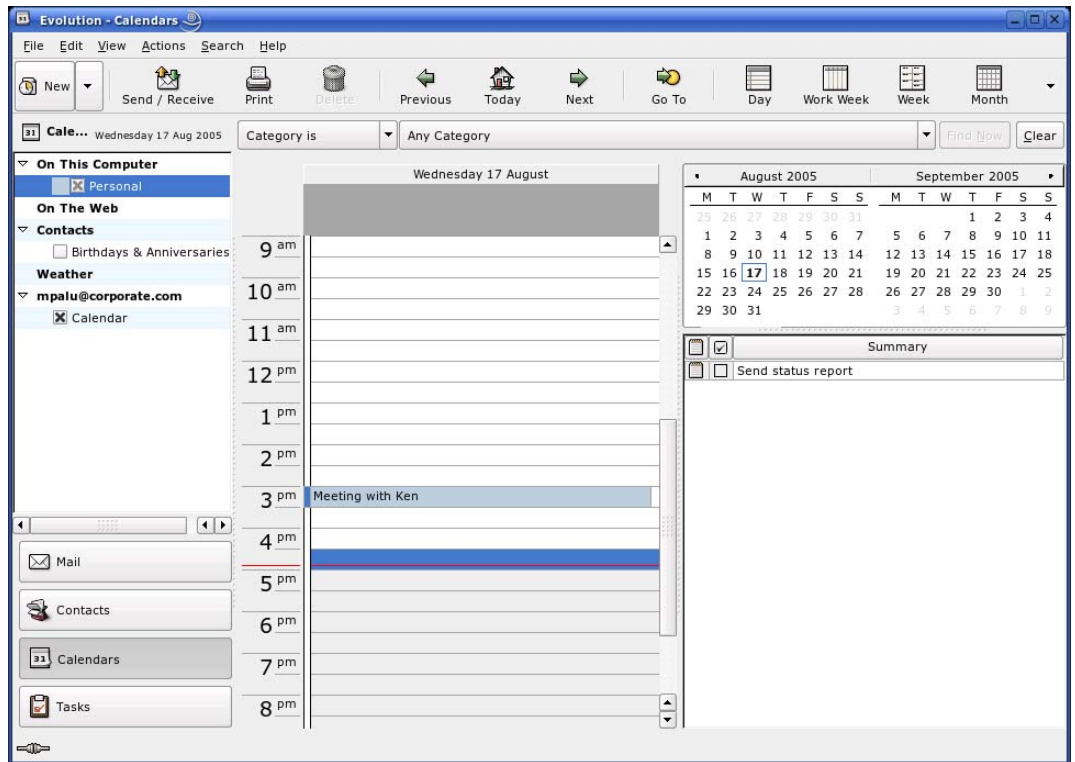 Evolution - Calendars
File Edit View Actions Search Help
New Send / Receive Print Delete Previous Today Next Go To Day Work Week Week Month
31 Cale... Wednesday 17 Aug 2005 Category is Any Category Find Now Clear
On This Computer
Personal
On The Web
Contacts
Birthdays & Anniversaries
Weather
mpalu@corporate.com
Calendar
Mail
Contacts
31 Calendars
Tasks
Wednesday 17 August
9 am
10 am
11 am
12 pm
1 pm
2 pm
3 pm Meeting with Ken
4 pm
5 pm
6 pm
7 pm
8 pm
August 2005
M T W T F S S
25 26 27 28 29 30 31
1 2 3 4 5 6 7
8 9 10 11 12 13 14
15 16 17 18 19 20 21
22 23 24 25 26 27 28
29 30 31
September 2005
M T W T F S S
1 2 3 4
5 6 7 8 9 10 11
12 13 14 15 16 17 18
19 20 21 22 23 24 25
26 27 28 29 30 1 2
3 4 5 6 7 8 9
Summary
Send status report